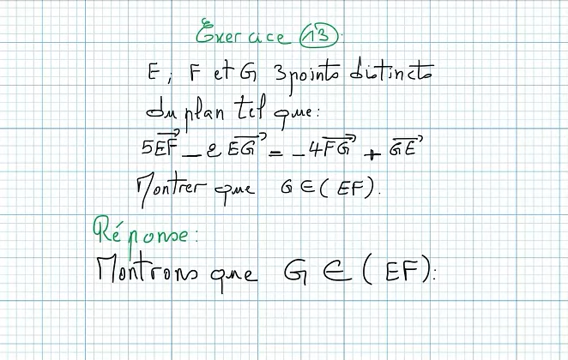 Exercice 13
E, F et G 3 points distincts
du plan tel que:
5EF⃗ - 2EG⃗ = -4FG⃗ + GE⃗
Montrer que G ∈ (EF).
Réponse:
Montrons que G ∈ (EF):